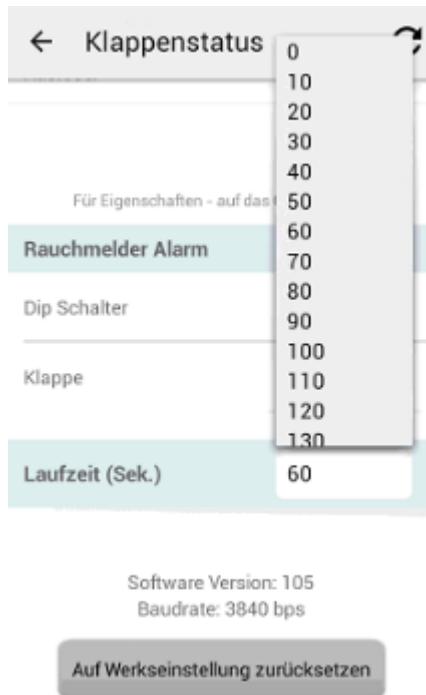 Klappenstatus
0
10
20
30
40
50
60
70
80
90
100
110
120
130
Für Eigenschaften - auf das
Rauchmelder Alarm
Dip Schalter
Klappe
Laufzeit (Sek.)
60
Software Version: 105
Baudrate: 3840 bps
Auf Werkseinstellung zurücksetzen